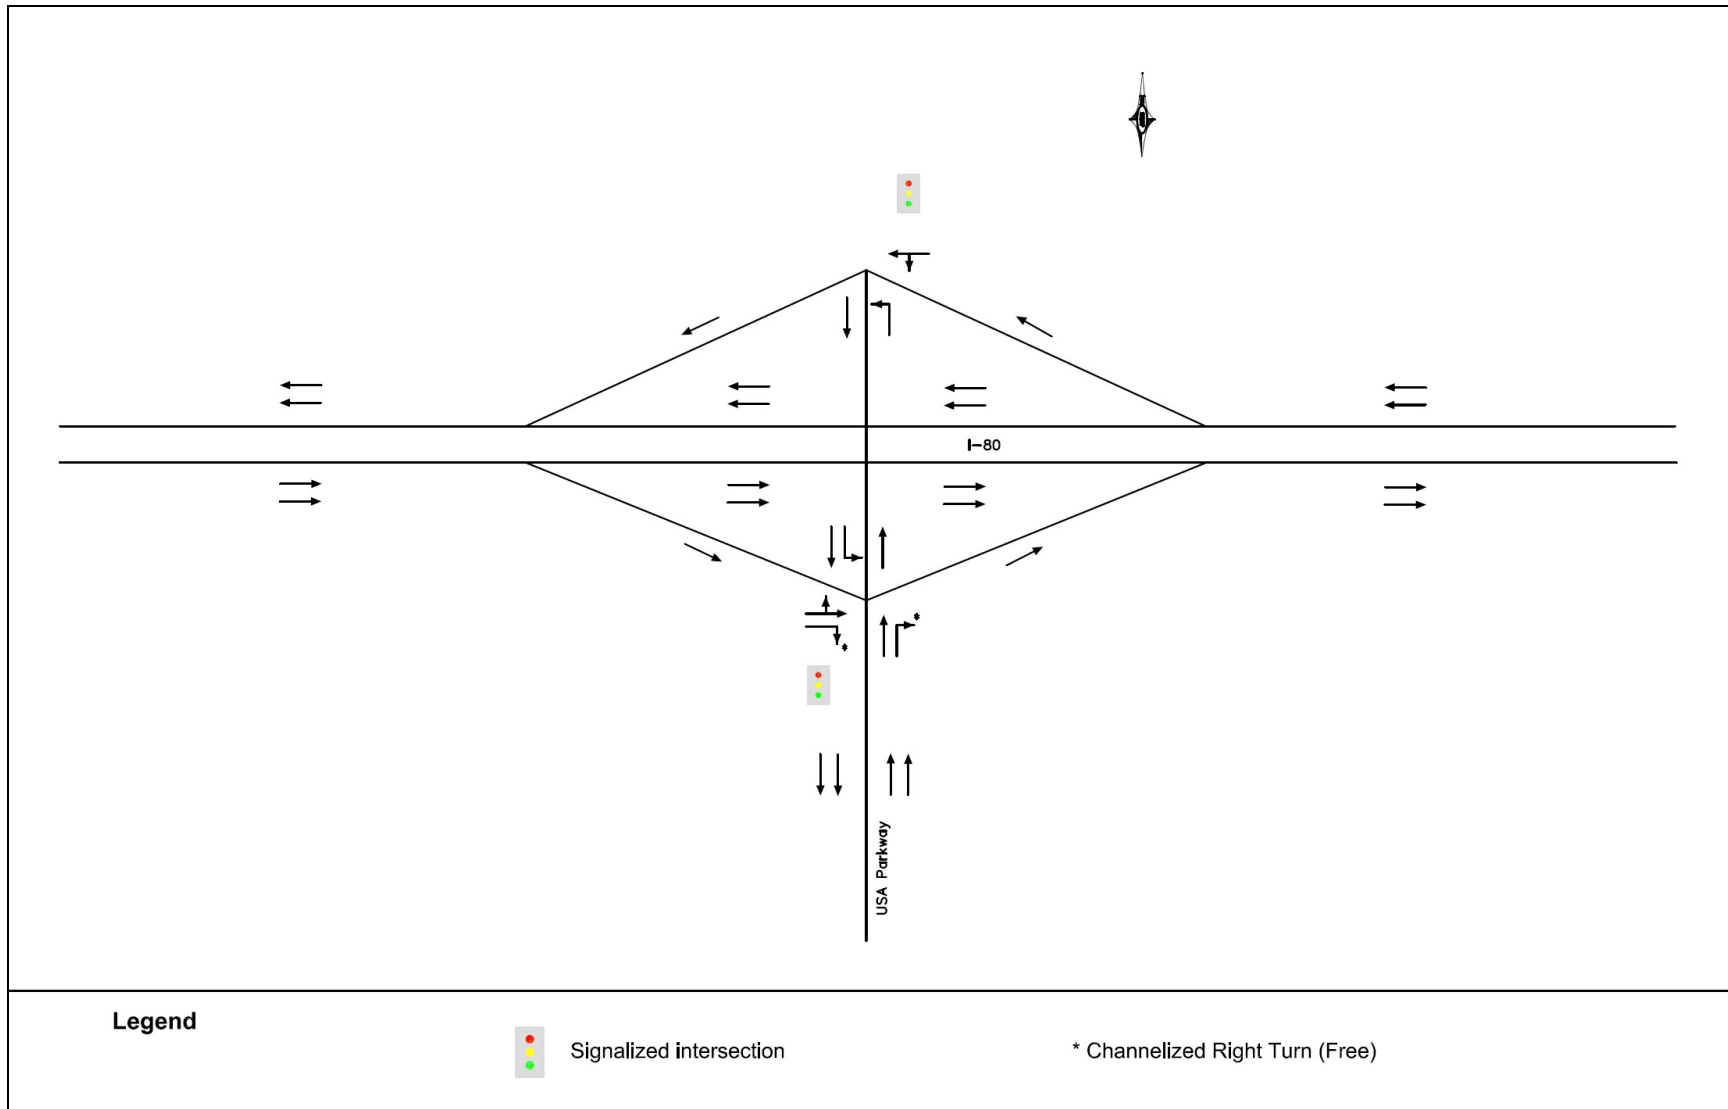 I-80
USA Parkway
Legend
Signalized intersection
* Channelized Right Turn (Free)